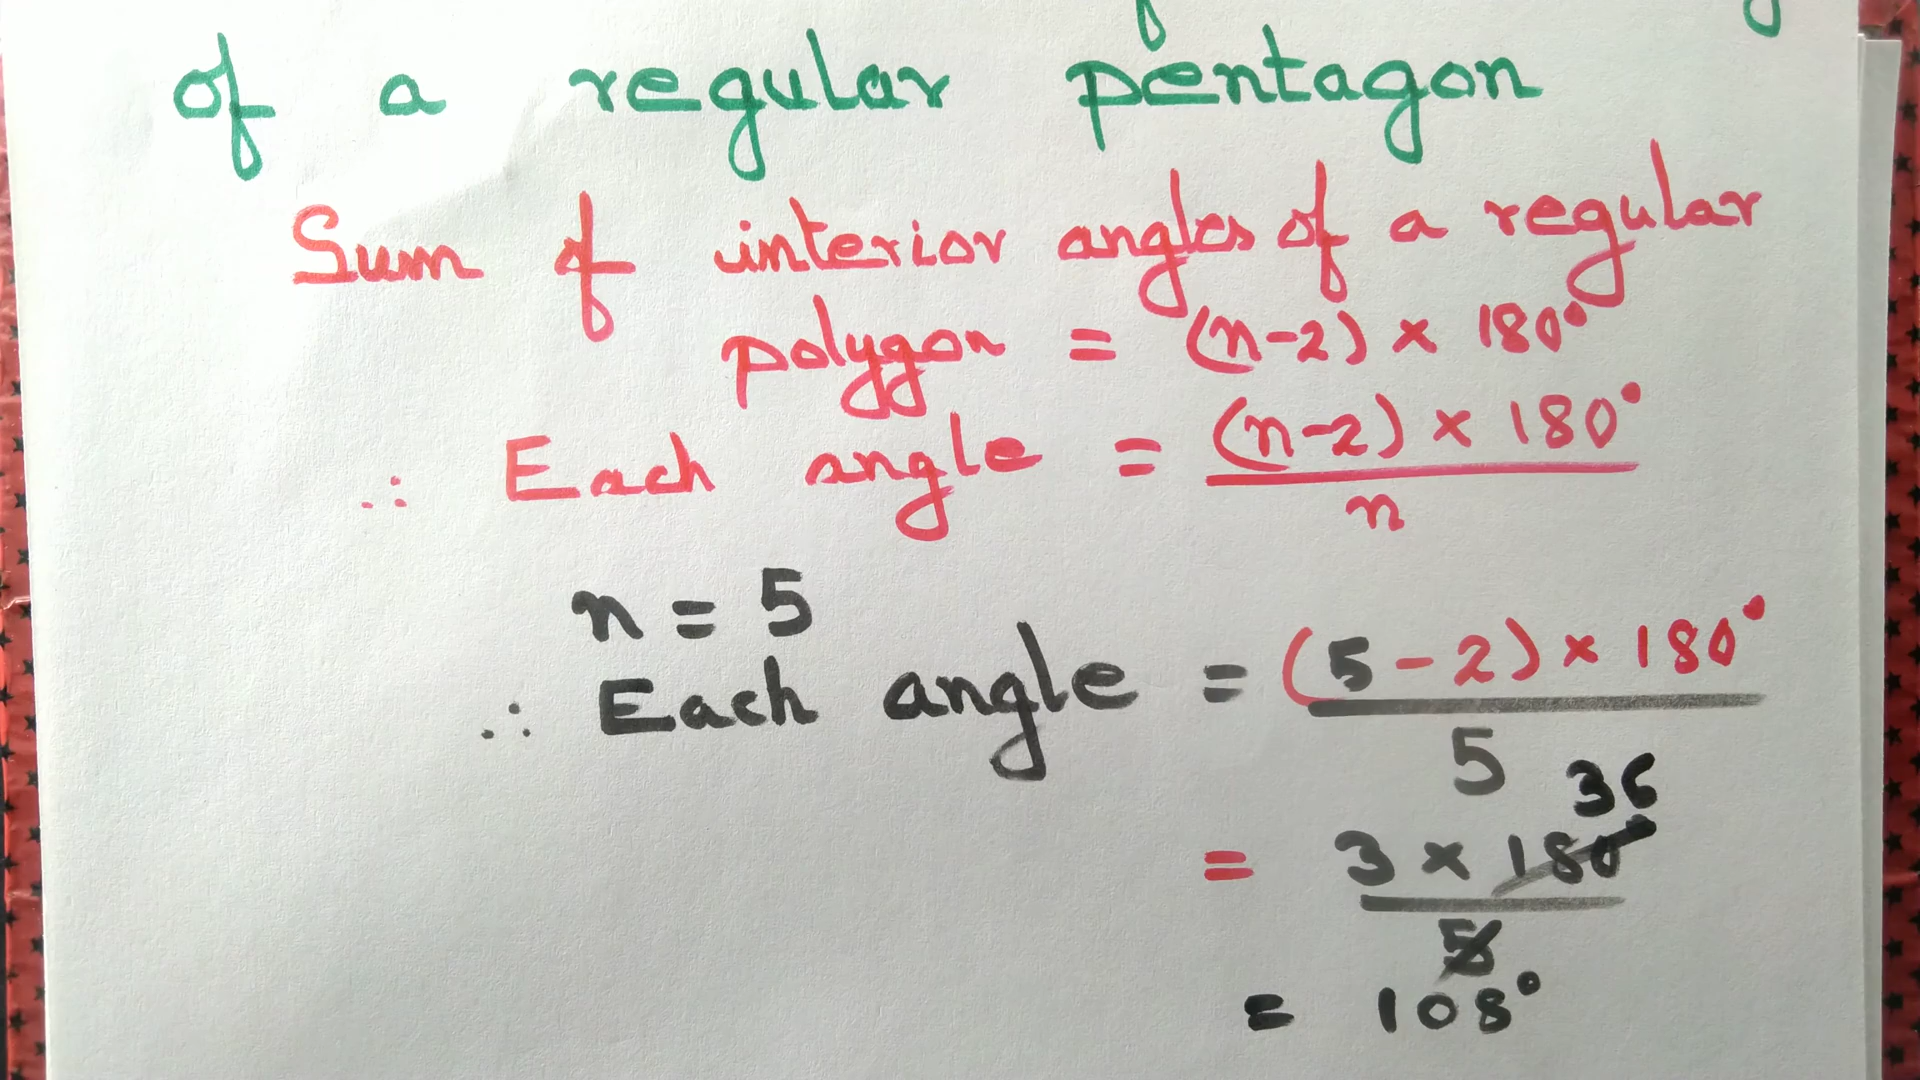 of a regular pentagon
Sum of interior angles of a regular
polygon = (n-2) × 180°
∴ Each angle = (n-2) × 180°
n
n = 5
∴ Each angle = (5-2) × 180°
5
36
= 3 × 180
5
= 108°